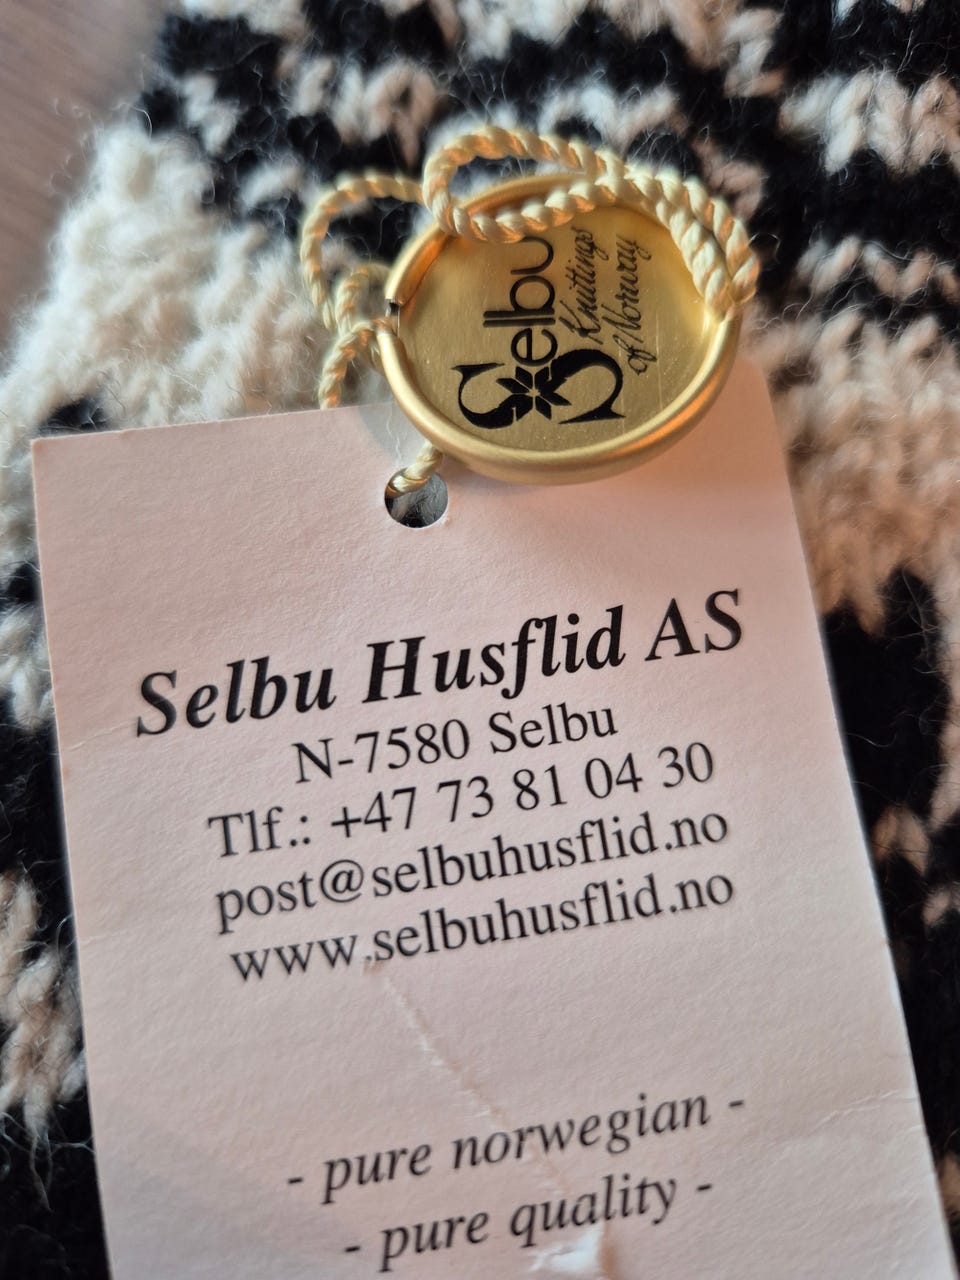 Selbu
Knittings
of Norway
Selbu Husflid AS
N-7580 Selbu
Tlf.: +47 73 81 04 30
post@selbuhusflid.no
www.selbuhusflid.no
- pure norwegian -
- pure quality -